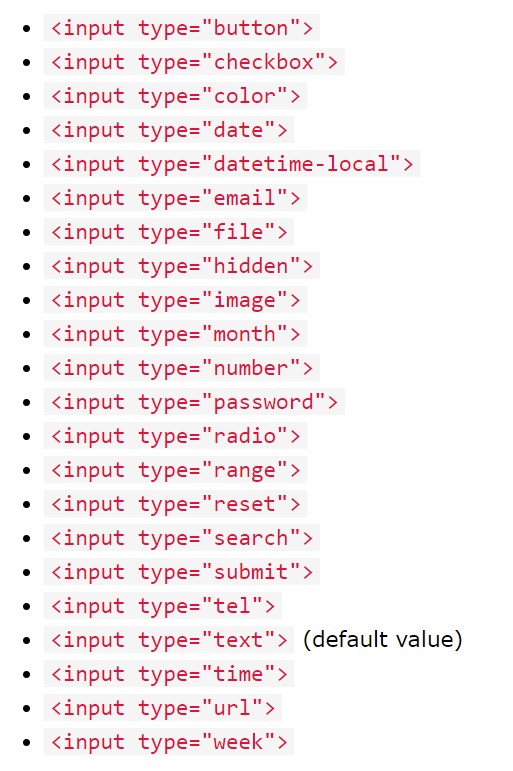 <input type="button">
<input type="checkbox">
<input type="color">
<input type="date">
<input type="datetime-local">
<input type="email">
<input type="file">
<input type="hidden">
<input type="image">
<input type="month">
<input type="number">
<input type="password">
<input type="radio">
<input type="range">
<input type="reset">
<input type="search">
<input type="submit">
<input type="tel">
<input type="text"> (default value)
<input type="time">
<input type="url">
<input type="week">